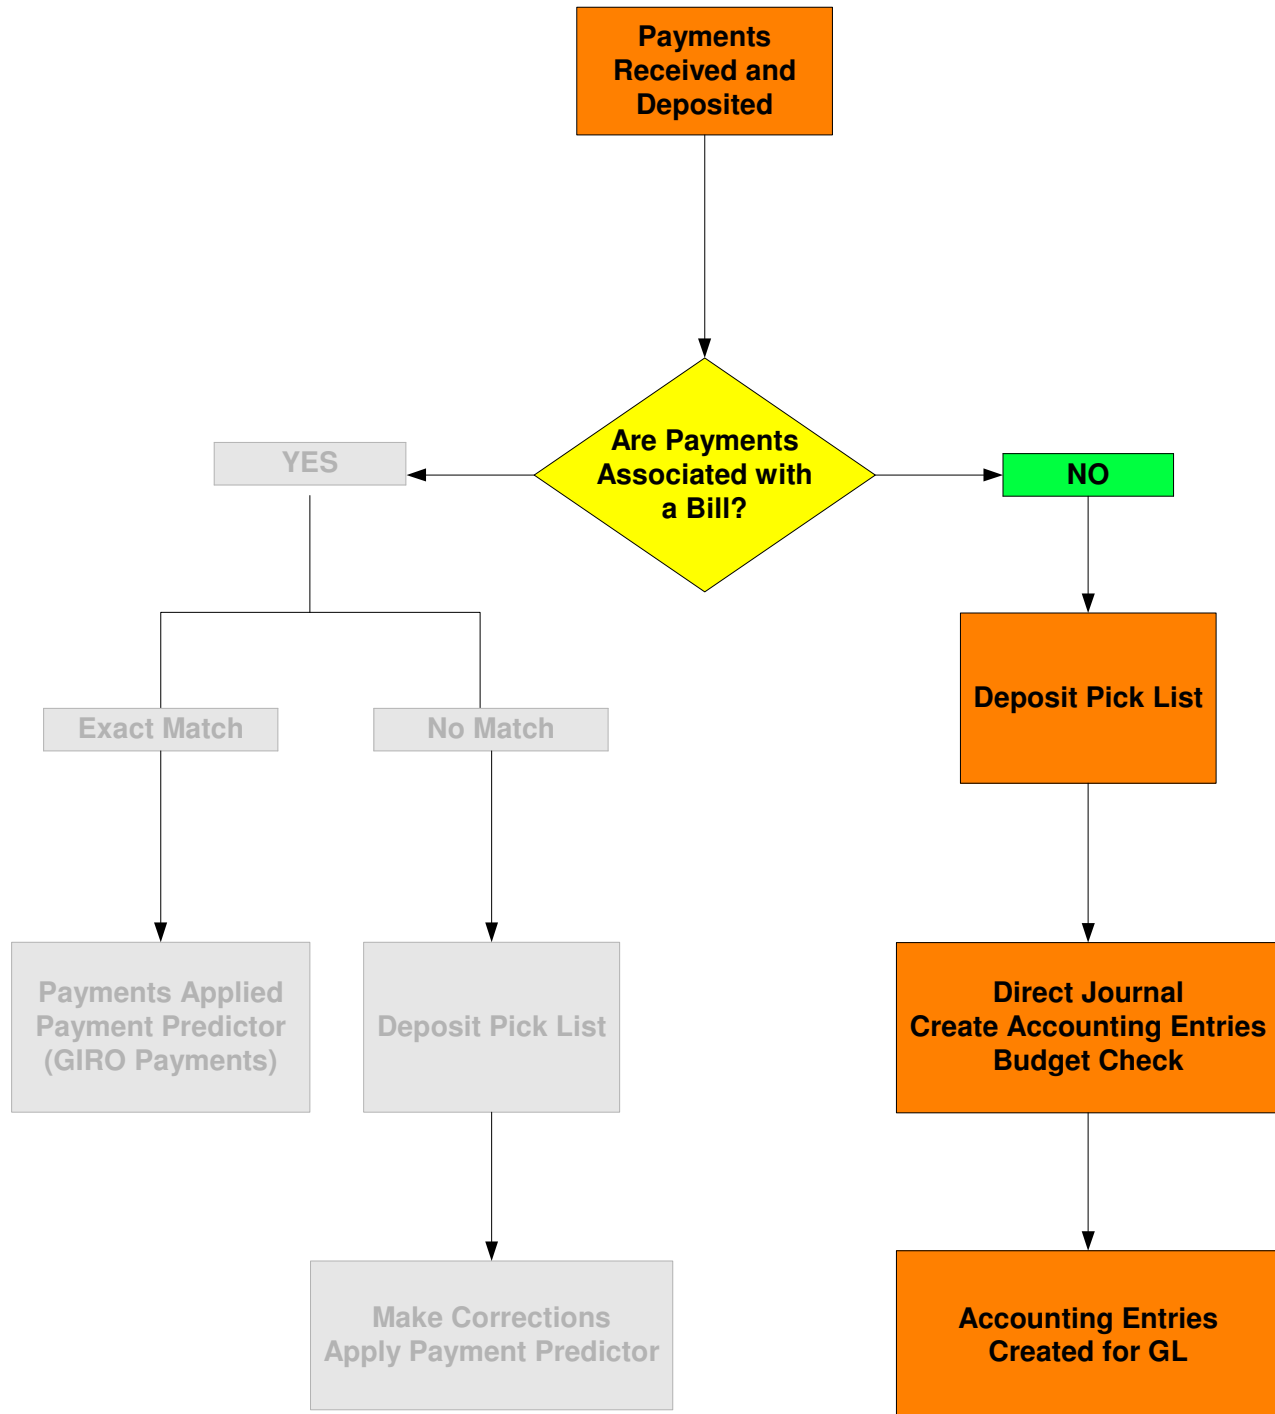 Payments
Received and
Deposited
Are Payments
Associated with
a Bill?
YES
NO
Exact Match
No Match
Deposit Pick List
Payments Applied
Payment Predictor
(GIRO Payments)
Deposit Pick List
Direct Journal
Create Accounting Entries
Budget Check
Make Corrections
Apply Payment Predictor
Accounting Entries
Created for GL